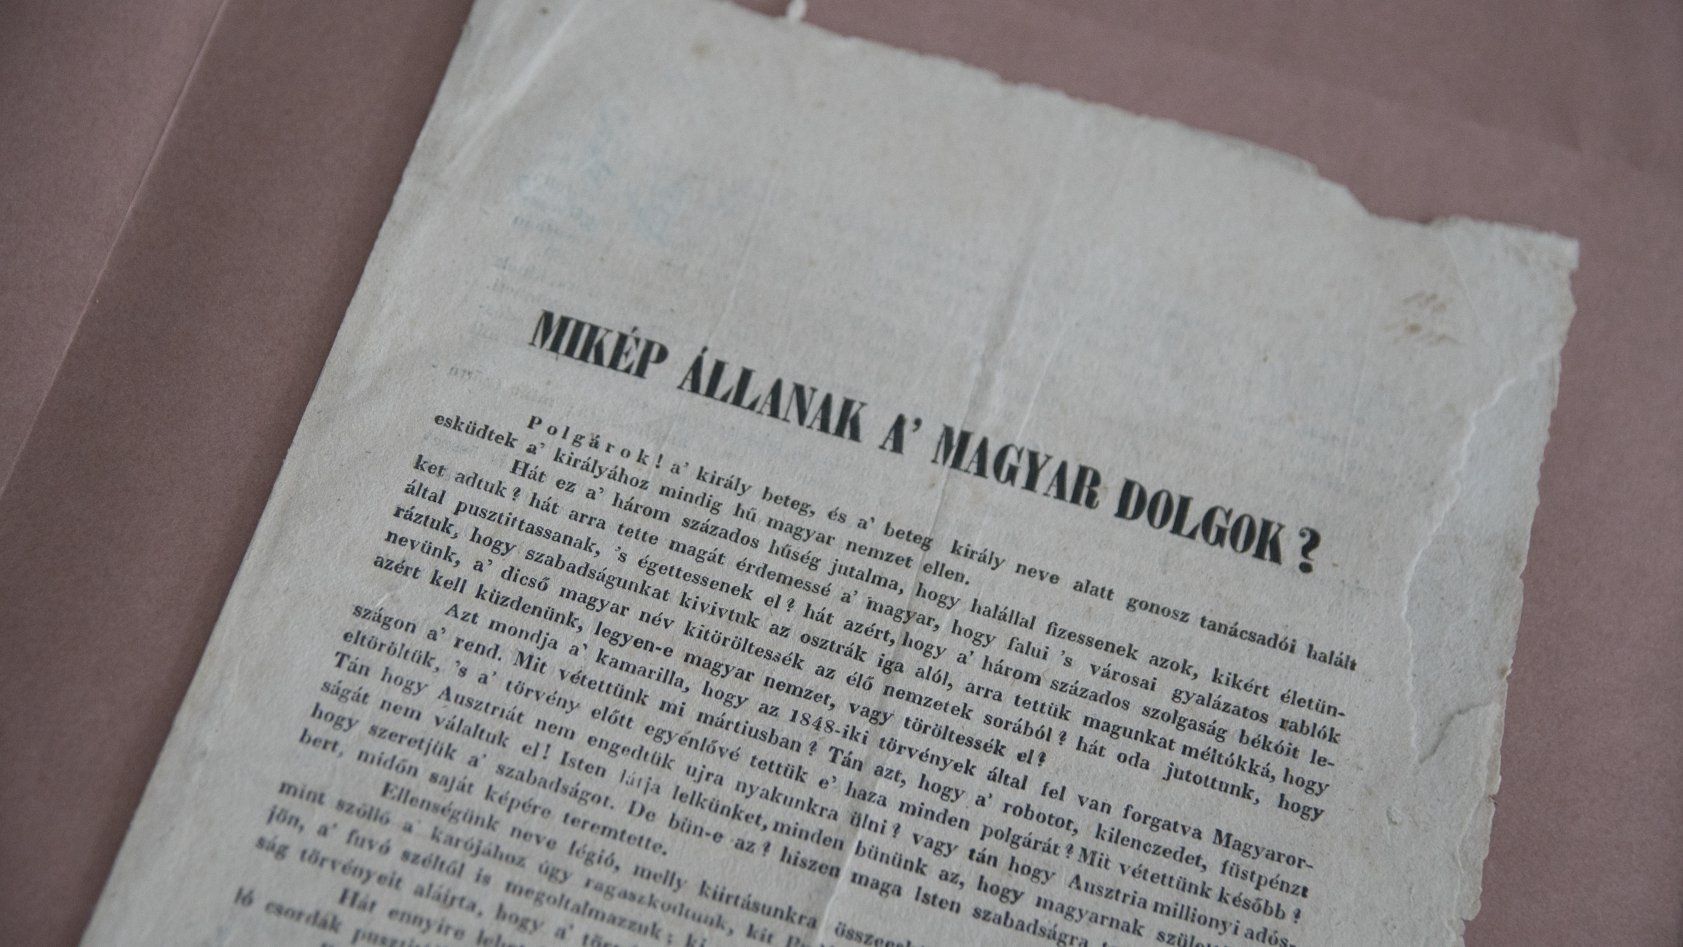 MIKÉP ÁLLANAK A' MAGYAR DOLGOK?
Polgárok! a' király beteg, és a' beteg király neve alatt gonosz tanácsadói halált
esküdtek a' királyához mindig hű magyar nemzet ellen.
Hát ez a' három százados hűség jutalma, hogy halállal fizessenek azok, kikért életün-
ket adtuk? hát arra tette magát érdemessé a' magyar, hogy falui 's városai gyalázatos rablók
által pusztittassanak, 's égettessenek el? hát azért, hogy a' három százados szolgaság békóit le-
ráztuk, hogy szabadságunkat kivivtuk az osztrák iga alól, arra tettük magunkat méltókká, hogy
nevünk, a' dicső magyar név kitöröltessék az élő nemzetek sorából? hát oda jutottunk, hogy
azért kell küzdenünk, legyen-e magyar nemzet, vagy töröltessék el?
Azt mondja a' kamarilla, hogy az 1848-iki törvények által fel van forgatva Magyaror-
szágon a' rend. Mit vétettünk mi mártiusban? Tán azt, hogy a' robotot, kilenczedet, füstpénzt
eltöröltük, 's a' törvény előtt egyénlővé tettük e' haza minden polgárát? Mit vétettünk később?
Tán hogy Ausztriát nem engedtük ujra nyakunkra ülni? vagy tán hogy Ausztria millionyi adós-
ságát nem válaltuk el! Isten látja lelkünket, minden bününk az, hogy magyarnak
hogy szeretjük a' szabadságot. De bün-e az? hiszen maga Isten szabadságra
bert, midőn saját képére teremtette.
Ellenségünk neve légió, melly kiirtásunkra
mint szőllő a' karójához úgy ragaszkodtunk, kit
jön, a' fuvó széltől is megoltalmazzuk; ki
ság törvényeit aláirta, hogy a'
Hát ennyire
ló csordák